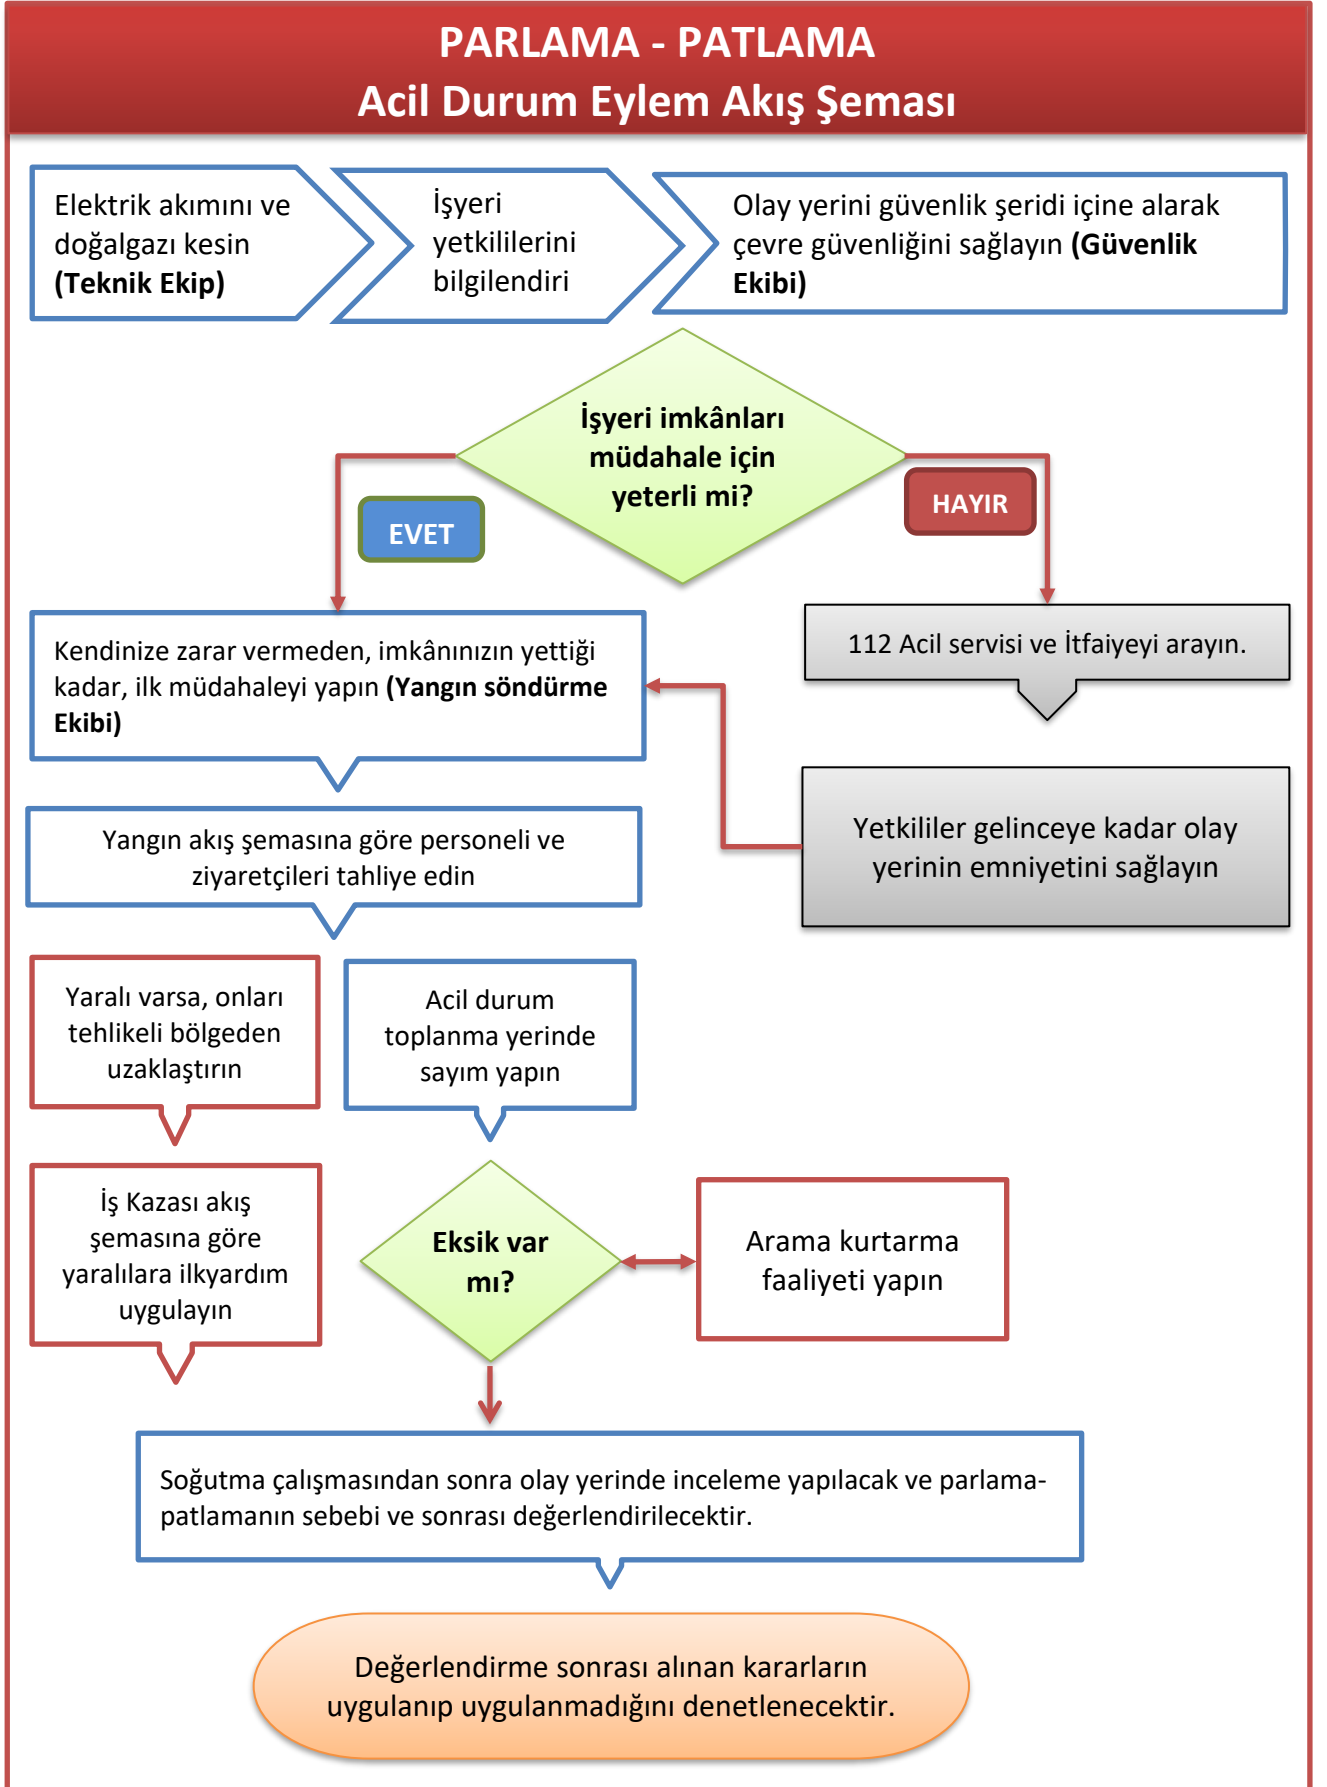 PARLAMA - PATLAMA
Acil Durum Eylem Akış Şeması
Elektrik akımını ve
doğalgazı kesin
(Teknik Ekip)
İşyeri
yetkililerini
bilgilendiri
Olay yerini güvenlik şeridi içine alarak
çevre güvenliğini sağlayın (Güvenlik
Ekibi)
İşyeri imkânları
müdahale için
yeterli mi?
EVET
HAYIR
Kendinize zarar vermeden, imkânınızın yettiği
kadar, ilk müdahaleyi yapın (Yangın söndürme
Ekibi)
112 Acil servisi ve İtfaiyeyi arayın.
Yetkililer gelinceye kadar olay
yerinin emniyetini sağlayın
Yangın akış şemasına göre personeli ve
ziyaretçileri tahliye edin
Yaralı varsa, onları
tehlikeli bölgeden
uzaklaştırın
Acil durum
toplanma yerinde
sayım yapın
İş Kazası akış
şemasına göre
yaralılara ilkyardım
uygulayın
Eksik var
mı?
Arama kurtarma
faaliyeti yapın
Soğutma çalışmasından sonra olay yerinde inceleme yapılacak ve parlama-
patlamanın sebebi ve sonrası değerlendirilecektir.
Değerlendirme sonrası alınan kararların
uygulanıp uygulanmadığını denetlenecektir.